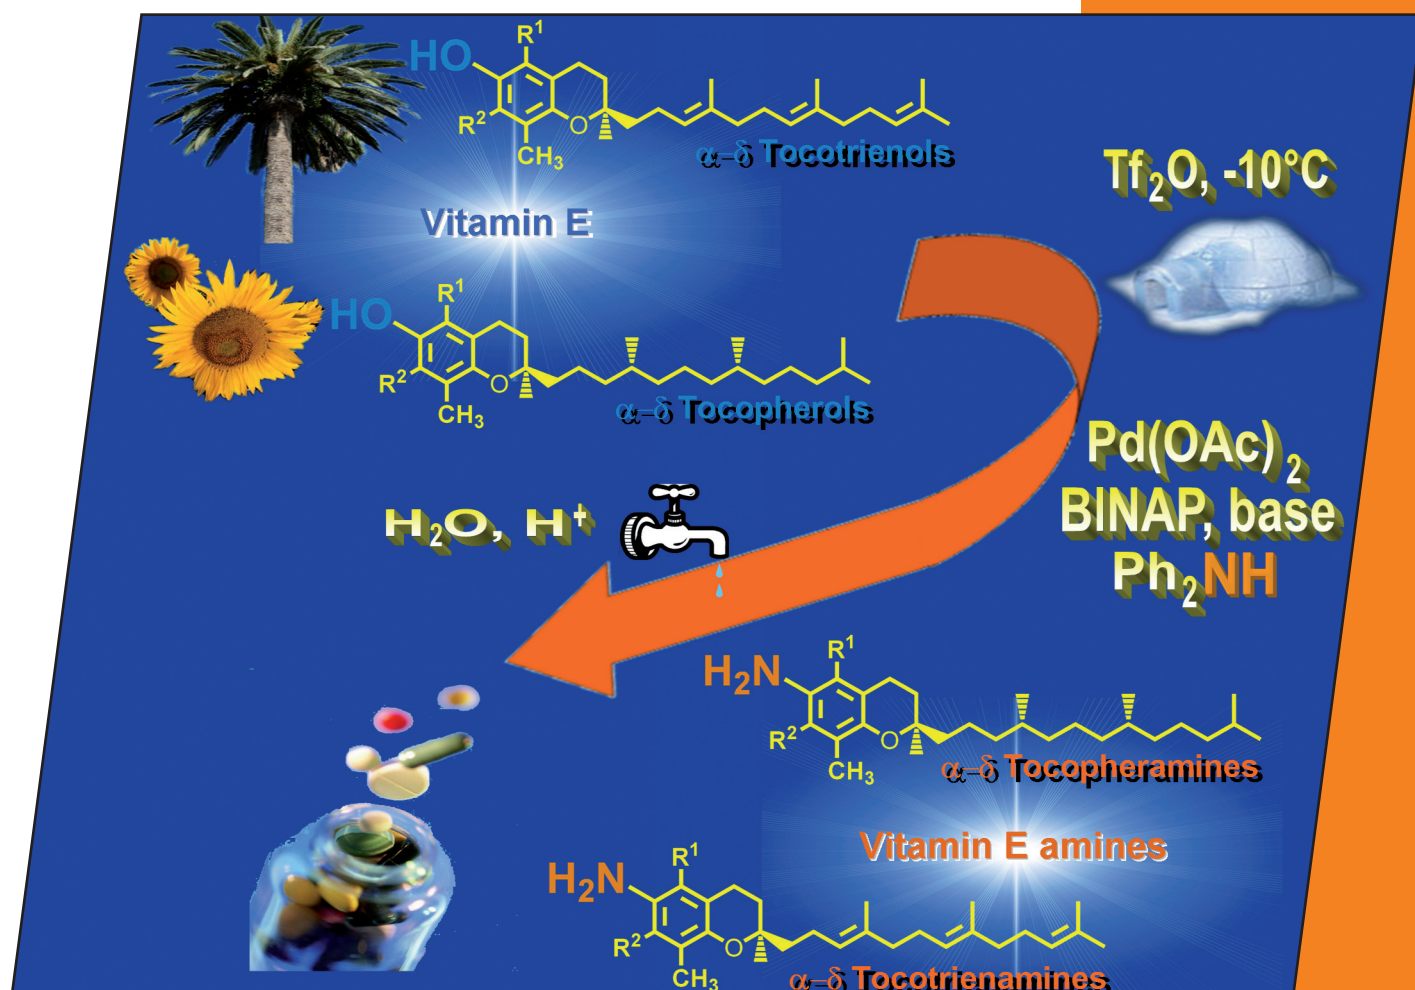 R¹
HO
R²
O
CH₃
α–δ Tocotrienols
Tf₂O, -10°C
Vitamin E
R¹
HO
R²
O
CH₃
α–δ Tocopherols
Pd(OAc)₂
BINAP, base
Ph₂NH
H₂O, H⁺
R¹
H₂N
R²
O
CH₃
α–δ Tocopheramines
Vitamin E amines
R¹
H₂N
R²
O
CH₃
α–δ Tocotrienamines